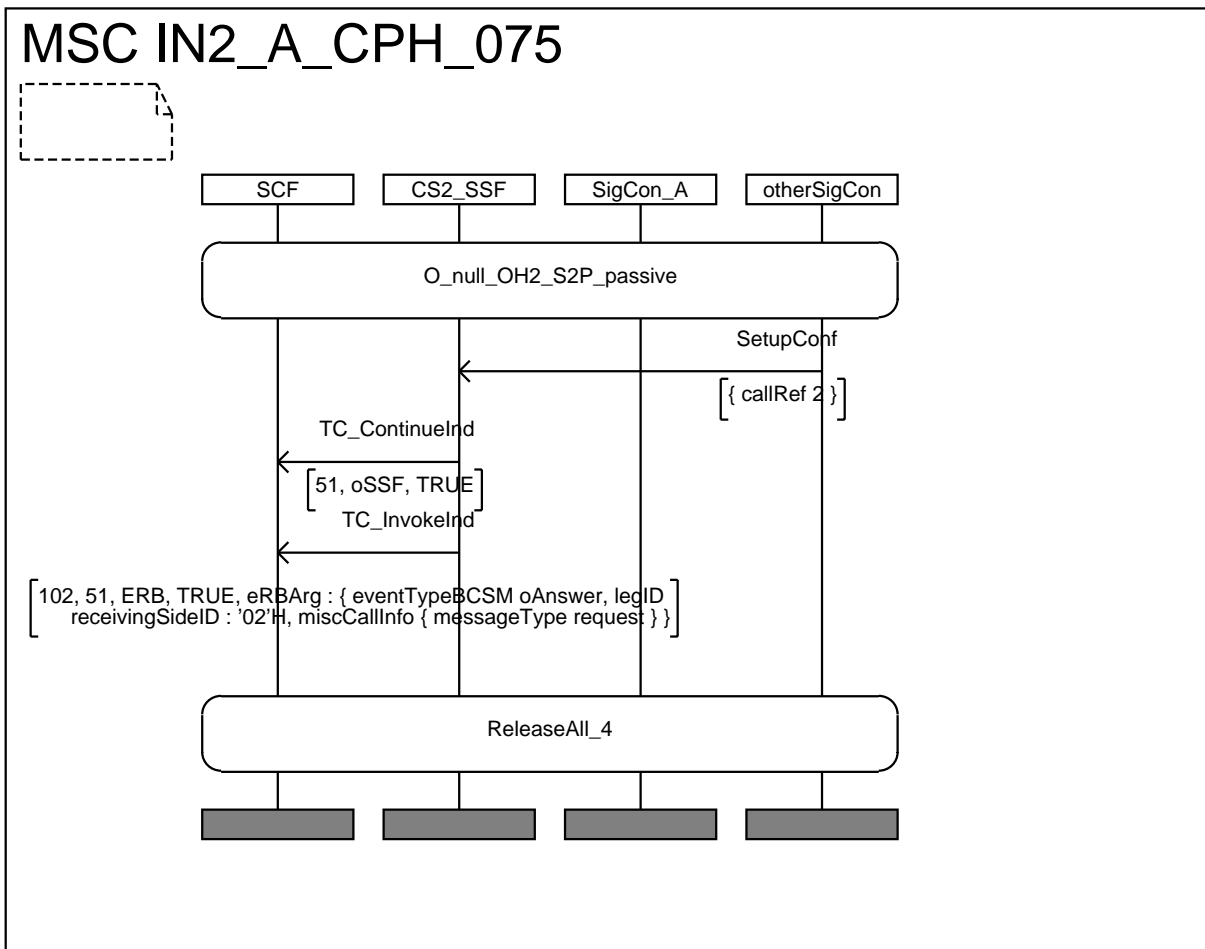 MSC IN2_A_CPH_075
SCF
CS2_SSF
SigCon_A
otherSigCon
O_null_OH2_S2P_passive
SetupConf
{ callRef 2 }
TC_ContinueInd
51, oSSF, TRUE
TC_InvokeInd
102, 51, ERB, TRUE, eRBArg : { eventTypeBCSM oAnswer, legID
receivingSideID : '02'H, miscCallInfo { messageType request } }
ReleaseAll_4